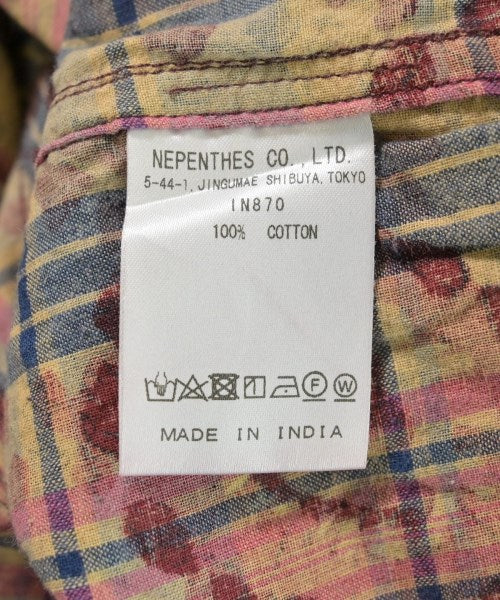 NEPENTHES CO.,LTD.
5-44-1, JINGUMAE SHIBUYA, TOKYO
IN870
100% COTTON
F W
MADE IN INDIA